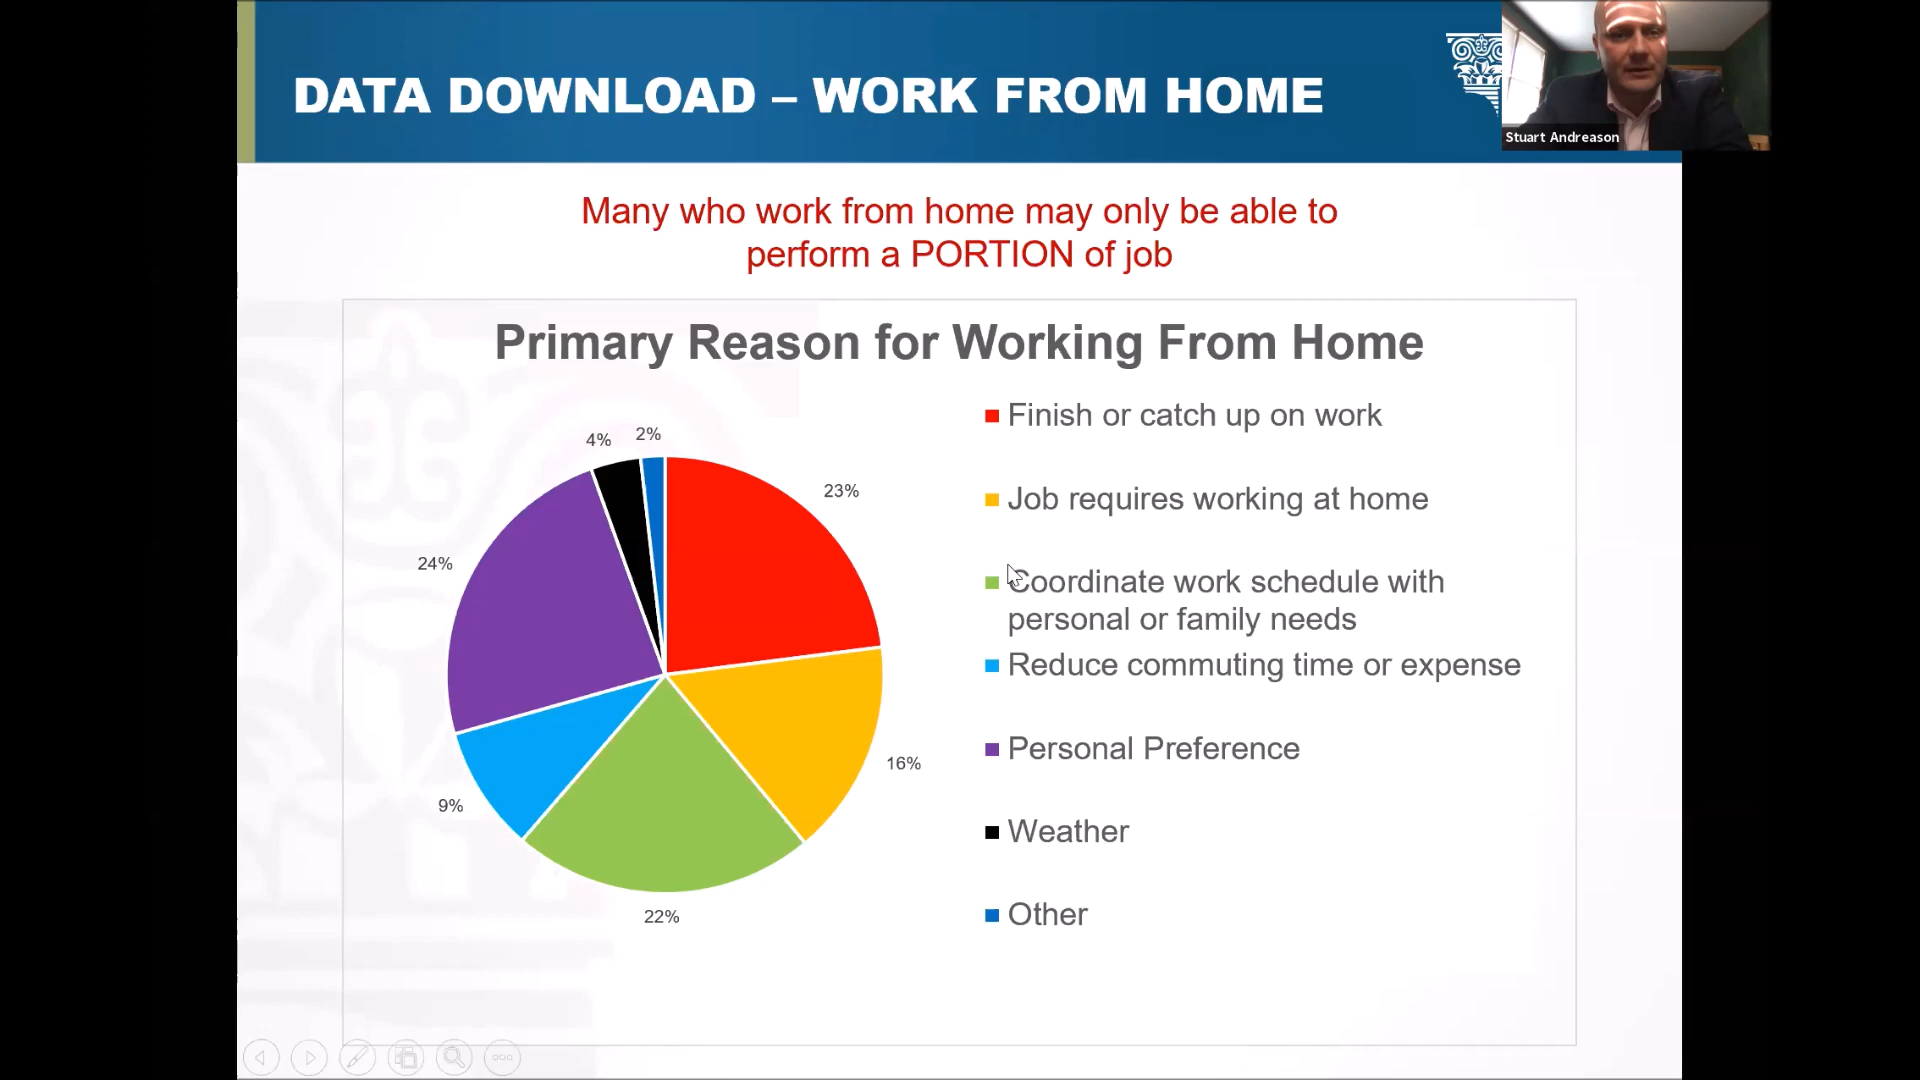 DATA DOWNLOAD – WORK FROM HOME
Stuart Andreason
Many who work from home may only be able to
perform a PORTION of job
Primary Reason for Working From Home
4%
2%
23%
24%
16%
9%
22%
Finish or catch up on work
Job requires working at home
Coordinate work schedule with
personal or family needs
Reduce commuting time or expense
Personal Preference
Weather
Other